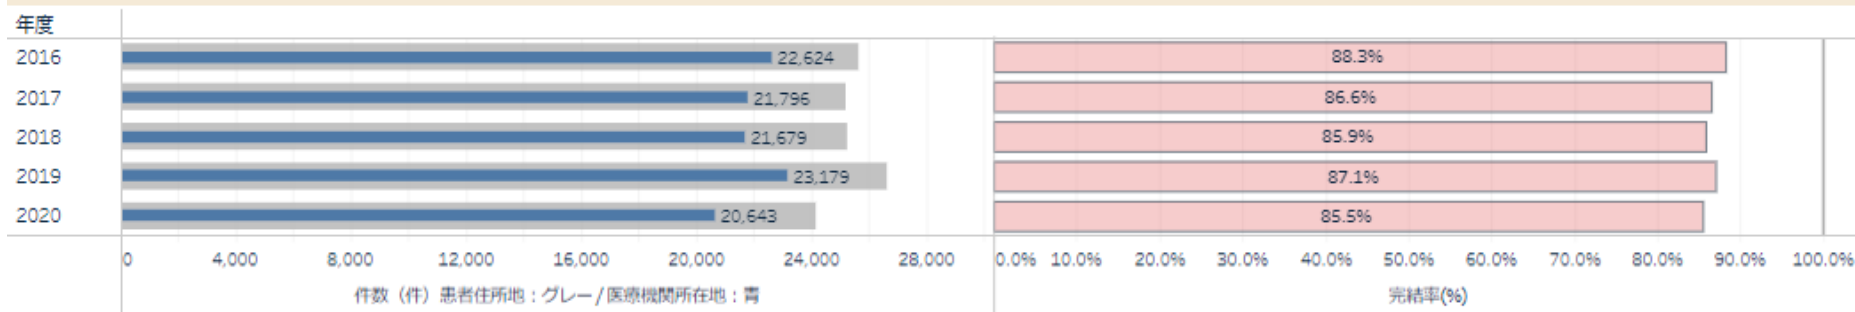 年度
2016 22,624 88.3%
2017 21,796 86.6%
2018 21,679 85.9%
2019 23,179 87.1%
2020 20,643 85.5%
0 4,000 8,000 12,000 16,000 20,000 24,000 28,000 0.0% 10.0% 20.0% 30.0% 40.0% 50.0% 60.0% 70.0% 80.0% 90.0% 100.0%
件数（件）患者住所地：グレー / 医療機関所在地：青 完結率(%)